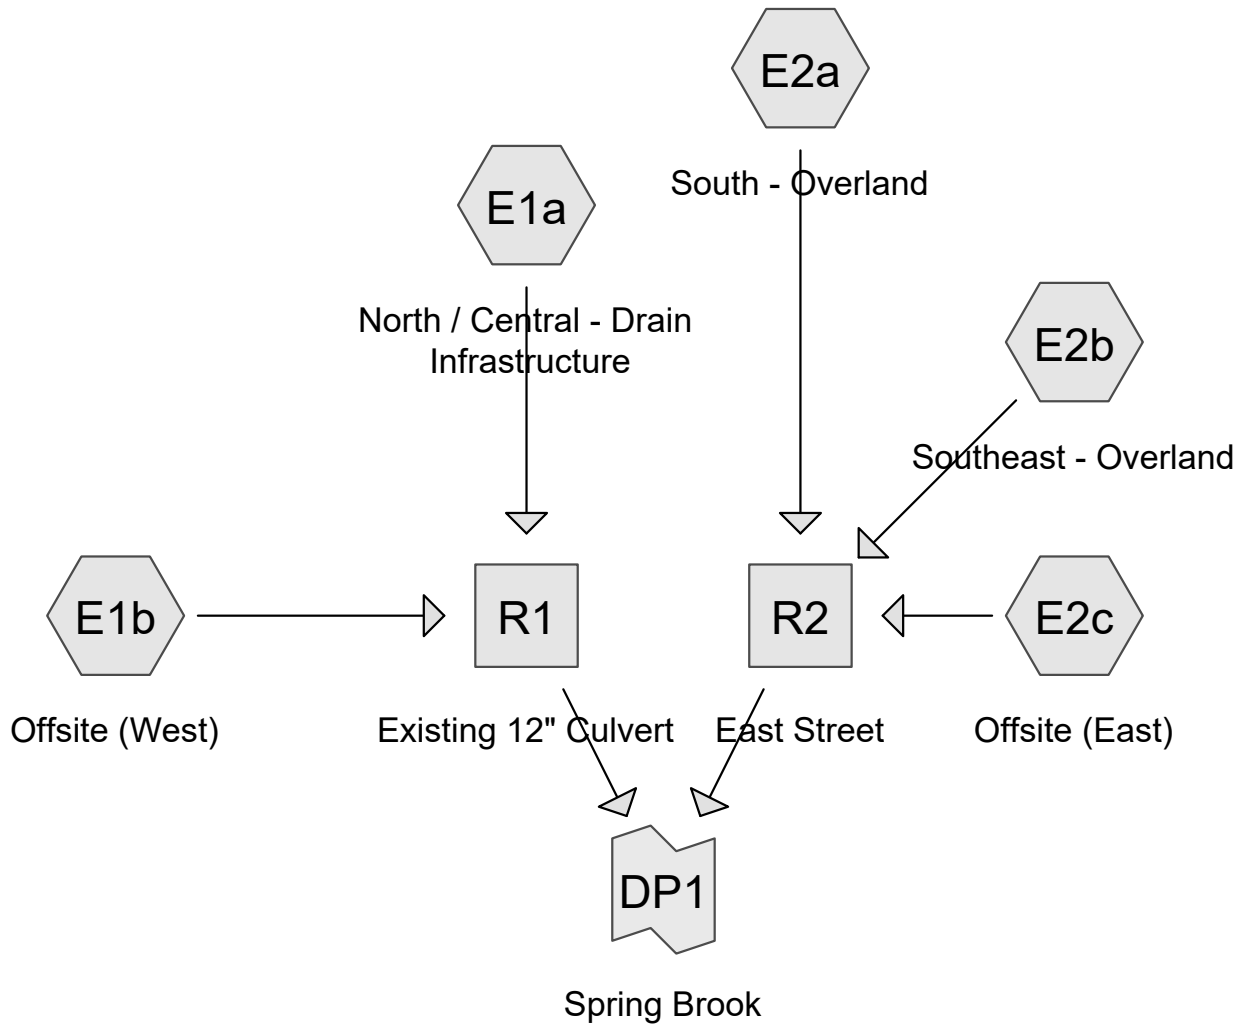 E2a
South - Overland
E1a
North / Central - Drain
Infrastructure
E2b
Southeast - Overland
E1b
Offsite (West)
R1
Existing 12" Culvert
R2
East Street
E2c
Offsite (East)
DP1
Spring Brook